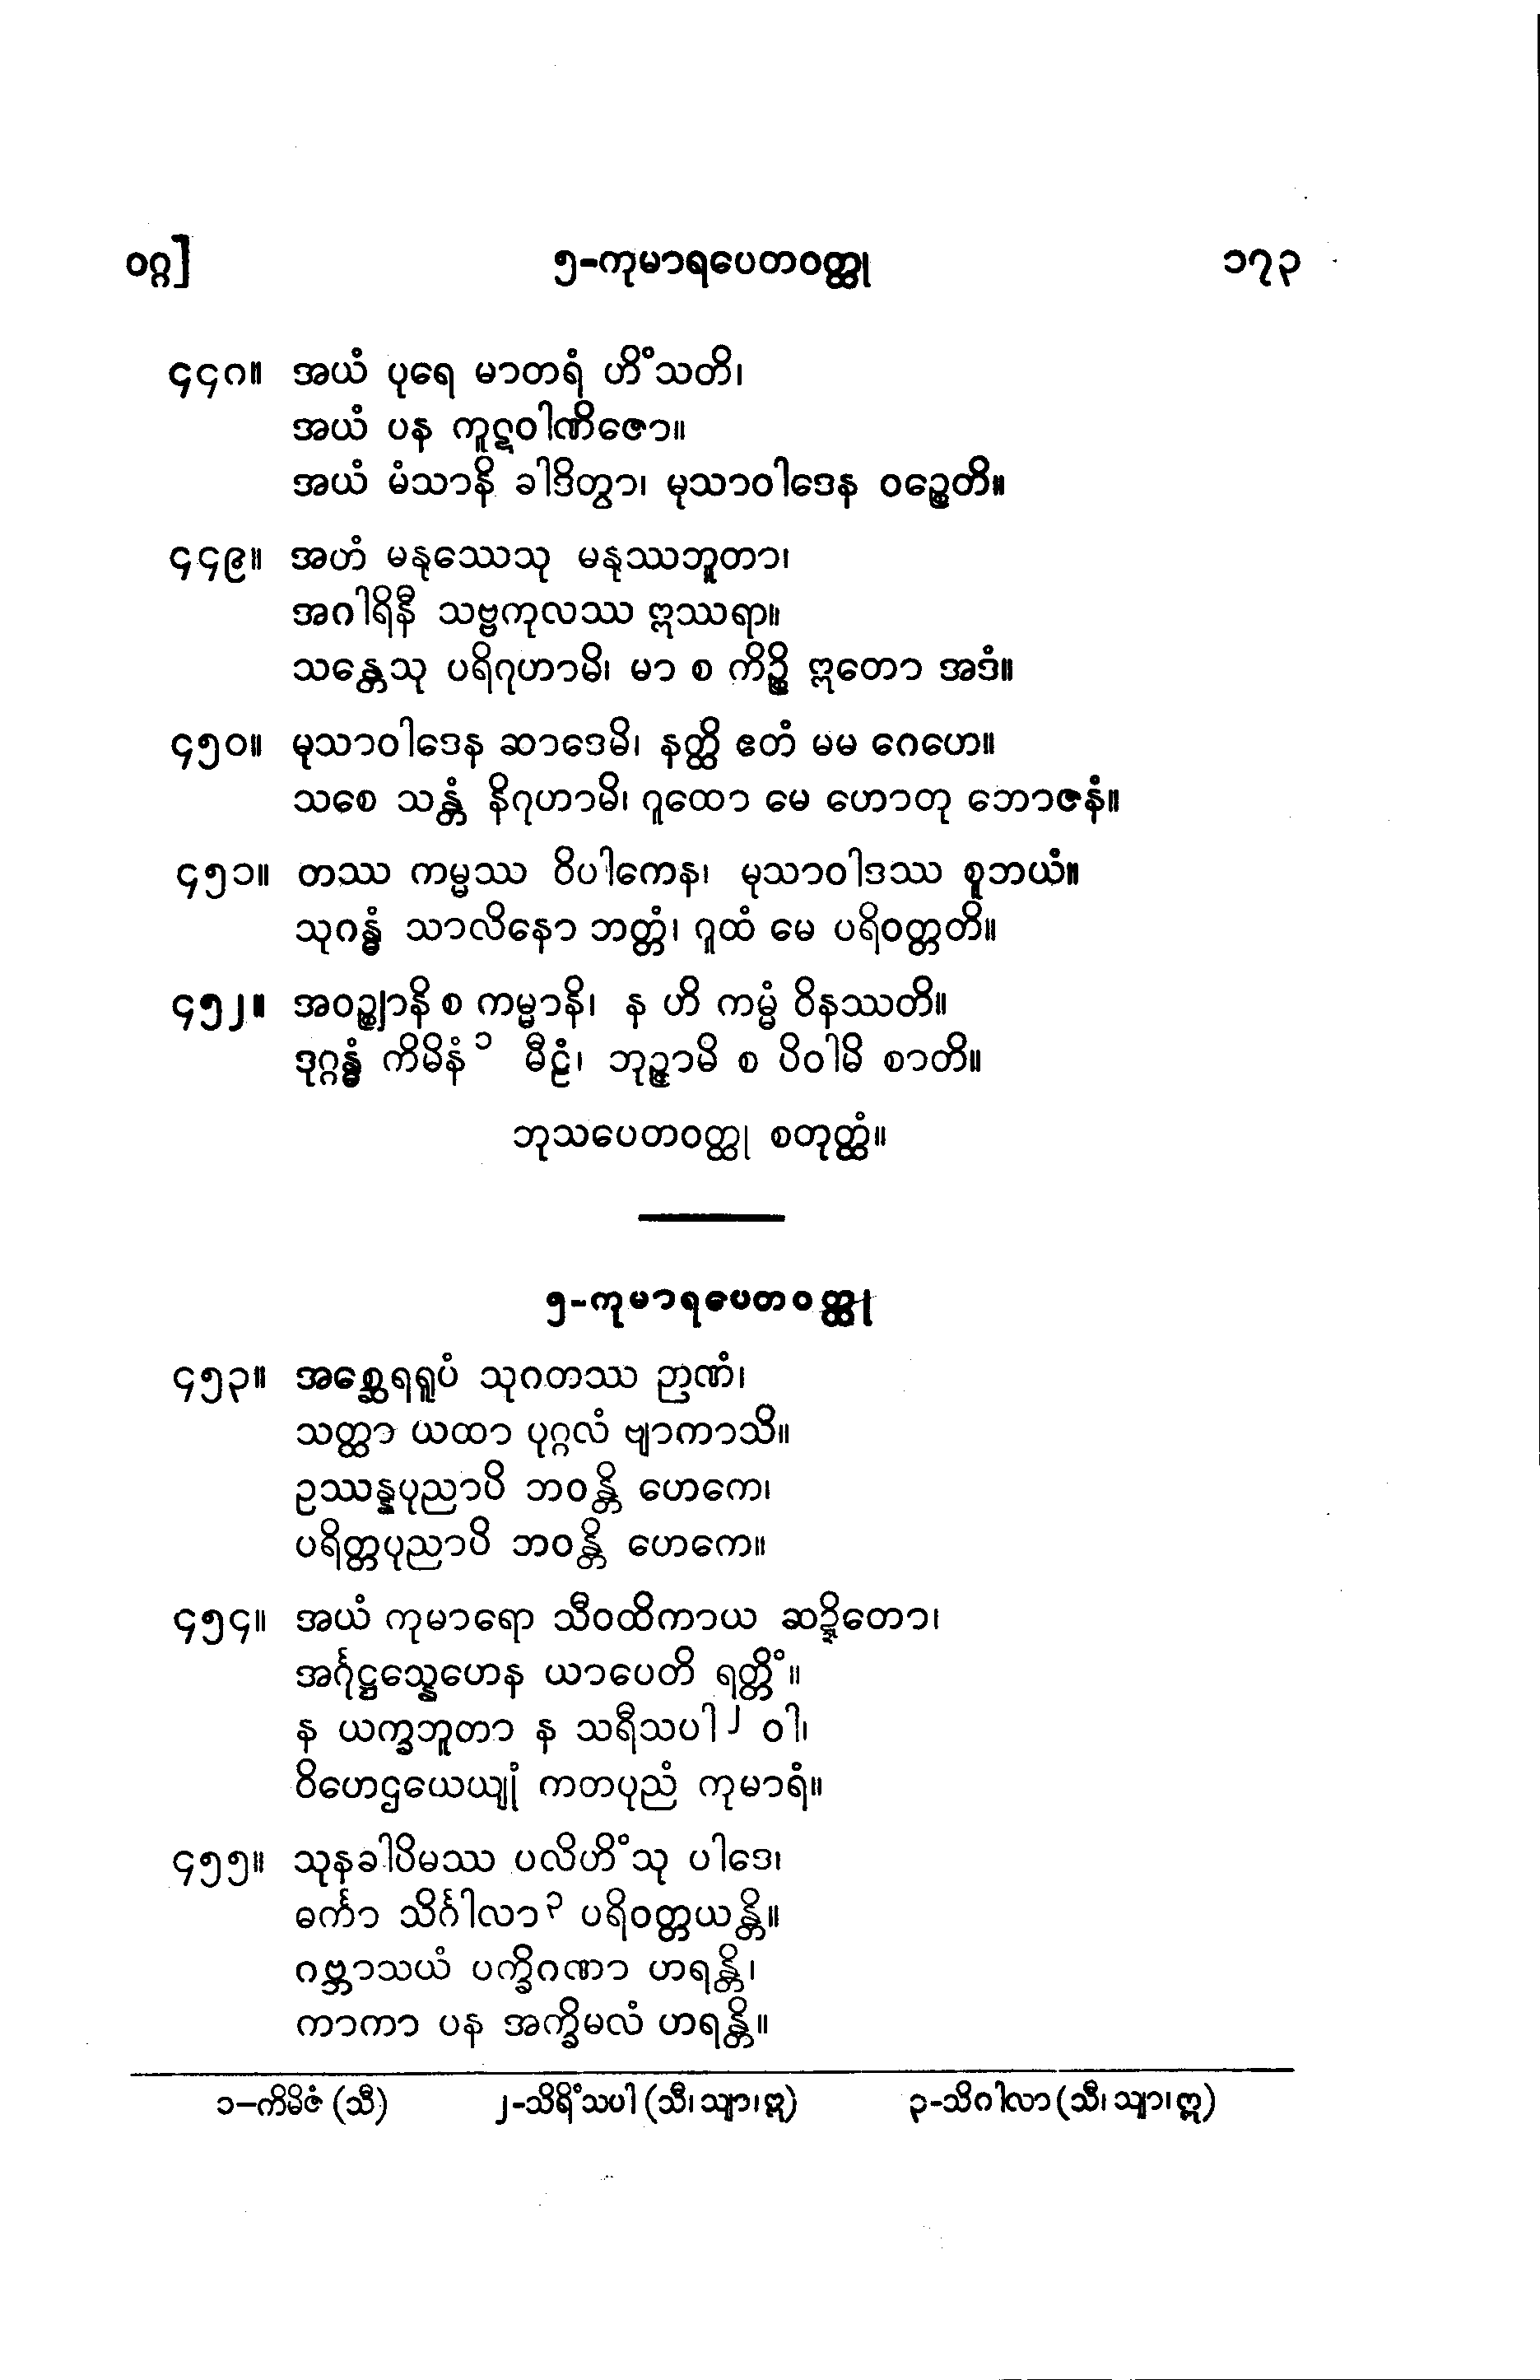 ဝဂ္ဂ] ၅-ကုမာရပေတဝတ္ထု ၁၇၃
၄၄၈။ အယံ ပုရေ မာတရံ ဟိံသတိ၊
အယံ ပန ကူဋဝါဏိဇော။
အယံ မံသာနိ ခါဒိတွာ၊ မုသာဝါဒေန ဝဉ္စေတိ။
၄၄၉။ အဟံ မနုဿေသု မနုဿဘူတာ၊
အဂါရိနီ သဗ္ဗကုလဿ ဣဿရာ။
သန္တေသု ပရိဂုဟာမိ၊ မာ စ ကိဉ္စိ ဣတော အဒံ။
၄၅၀။ မုသာဝါဒေန ဆာဒေမိ၊ နတ္ထိ ဧတံ မမ ဂေဟေ။
သစေ သန္တံ နိဂုဟာမိ၊ ဂူထော မေ ဟောတု ဘောဇနံ။
၄၅၁။ တဿ ကမ္မဿ ဝိပါကေန၊ မုသာဝါဒဿ စူဘယံ။
သုဂန္ဓံ သာလိနော ဘတ္တံ၊ ဂူထံ မေ ပရိဝတ္တတိ။
၄၅၂။ အဝဉ္ဈာနိ စ ကမ္မာနိ၊ န ဟိ ကမ္မံ ဝိနဿတိ။
ဒုဂ္ဂန္ဓံ ကိမိနံ ၁ မီဠံ၊ ဘုဉ္ဇာမိ စ ပိဝါမိ စာတိ။
ဘုသပေတဝတ္ထု စတုတ္ထံ။
၅-ကုမာရပေတဝတ္ထု
၄၅၃။ အစ္ဆေရရူပံ သုဂတဿ ဉာဏံ၊
သတ္ထာ ယထာ ပုဂ္ဂလံ ဗျာကာသိ။
ဥဿန္နပုညာပိ ဘဝန္တိ ဟေကေ၊
ပရိတ္တပုညာပိ ဘဝန္တိ ဟေကေ။
၄၅၄။ အယံ ကုမာရော သီဝထိကာယ ဆဍ္ဍိတော၊
အင်္ဂုဋ္ဌသ္နေဟေန ယာပေတိ ရတ္တိံ။
န ယက္ခဘူတာ န သရီသပါ ၂ ဝါ၊
ဝိဟေဌယေယျုံ ကတပုညံ ကုမာရံ။
၄၅၅။ သုနခါပိမဿ ပလိဟိံသု ပါဒေ၊
ဓင်္ကာ သိင်္ဂါလာ ၃ ပရိဝတ္တယန္တိ။
ဂဗ္ဘာသယံ ပက္ခိဂဏာ ဟရန္တိ၊
ကာကာ ပန အက္ခိမလံ ဟရန္တိ။
၁-ကိမိဇံ (သီ) ၂-သိရိံသပါ (သီ၊ သျာ၊ ဣ) ၃-သိဂါလာ (သီ၊ သျာ၊ ဣ)